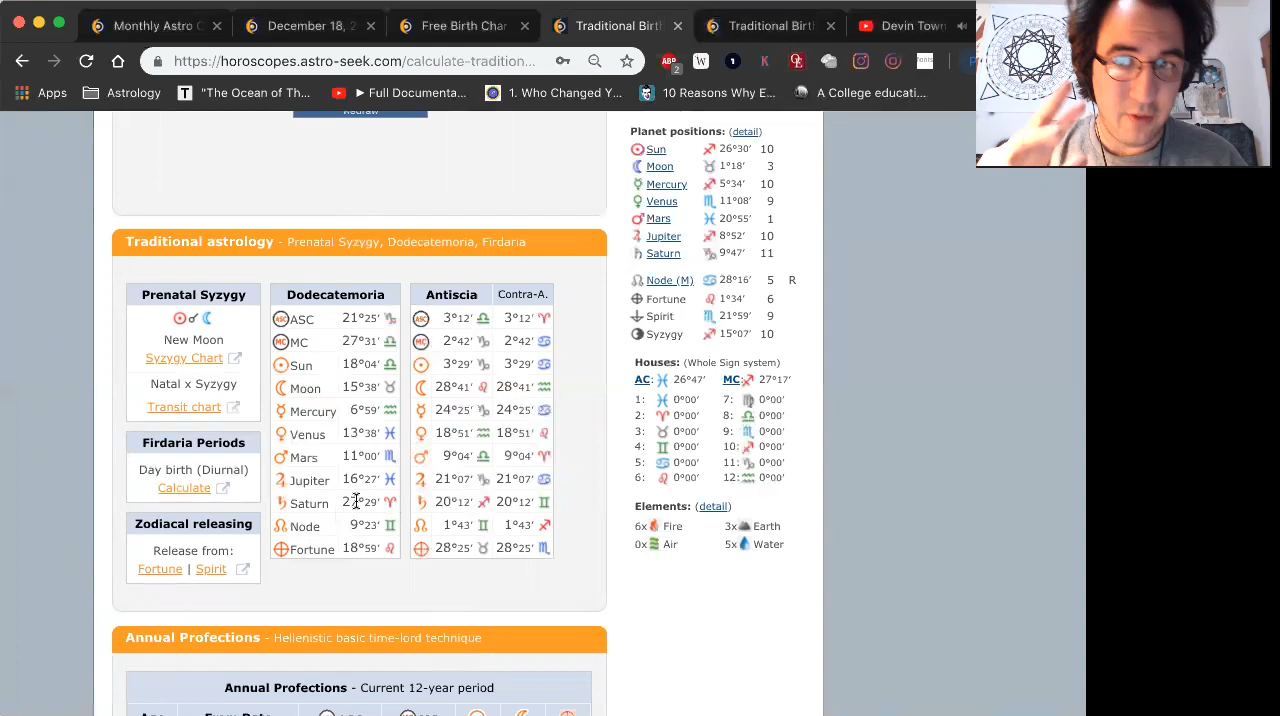 Monthly Astro C
December 18, 2
Free Birth Char
Traditional Birt
Traditional Birt
Devin Town
https://horoscopes.astro-seek.com/calculate-tradition...
Apps
Astrology
"The Ocean of Th...
Full Documenta...
1. Who Changed Y...
10 Reasons Why E...
A College educati...
Redraw
Traditional astrology - Prenatal Syzygy, Dodecatemoria, Firdaria
Prenatal Syzygy
New Moon
Syzygy Chart
Natal x Syzygy
Transit chart
Firdaria Periods
Day birth (Diurnal)
Calculate
Zodiacal releasing
Release from:
Fortune | Spirit
Dodecatemoria
ASC 21°25'
MC 27°31'
Sun 18°04'
Moon 15°38'
Mercury 6°59'
Venus 13°38'
Mars 11°00'
Jupiter 16°27'
Saturn
Node 9°23'
Fortune 18°59'
Antiscia Contra-A.
ASC 3°12' 3°12'
MC 2°42' 2°42'
3°29' 3°29'
28°41' 28°41'
24°25' 24°25'
18°51' 18°51'
9°04' 9°04'
21°07' 21°07'
20°12' 20°12'
1°43' 1°43'
28°25' 28°25'
Annual Profections - Hellenistic basic time-lord technique
Annual Profections - Current 12-year period
Planet positions: (detail)
Sun 26°30' 10
Moon 1°18' 3
Mercury 5°34' 10
Venus 11°08' 9
Mars 20°55' 1
Jupiter 8°52' 10
Saturn 9°47' 11
Node (M) 28°16' 5 R
Fortune 1°34' 6
Spirit 21°59' 9
Syzygy 15°07' 10
Houses: (Whole Sign system)
AC: 26°47' MC: 27°17'
1: 0°00' 7: 0°00'
2: 0°00' 8: 0°00'
3: 0°00' 9: 0°00'
4: 0°00' 10: 0°00'
5: 0°00' 11: 0°00'
6: 0°00' 12: 0°00'
Elements: (detail)
6x Fire 3x Earth
0x Air 5x Water